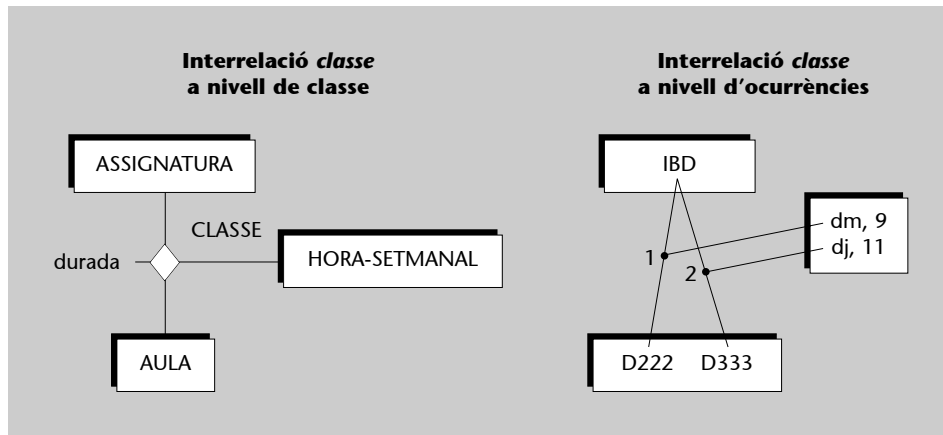 Interrelació classe
a nivell de classe
ASSIGNATURA
CLASSE
durada
HORA-SETMANAL
AULA
Interrelació classe
a nivell d'ocurrències
IBD
dm, 9
dj, 11
1
2
D222 D333